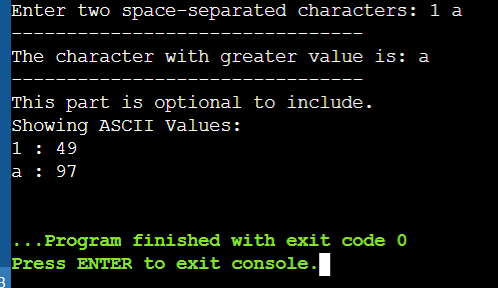 Enter two space-separated characters: 1 a
--------------------------------
The character with greater value is: a
--------------------------------
This part is optional to include.
Showing ASCII Values:
1 : 49
a : 97
...Program finished with exit code 0
Press ENTER to exit console.